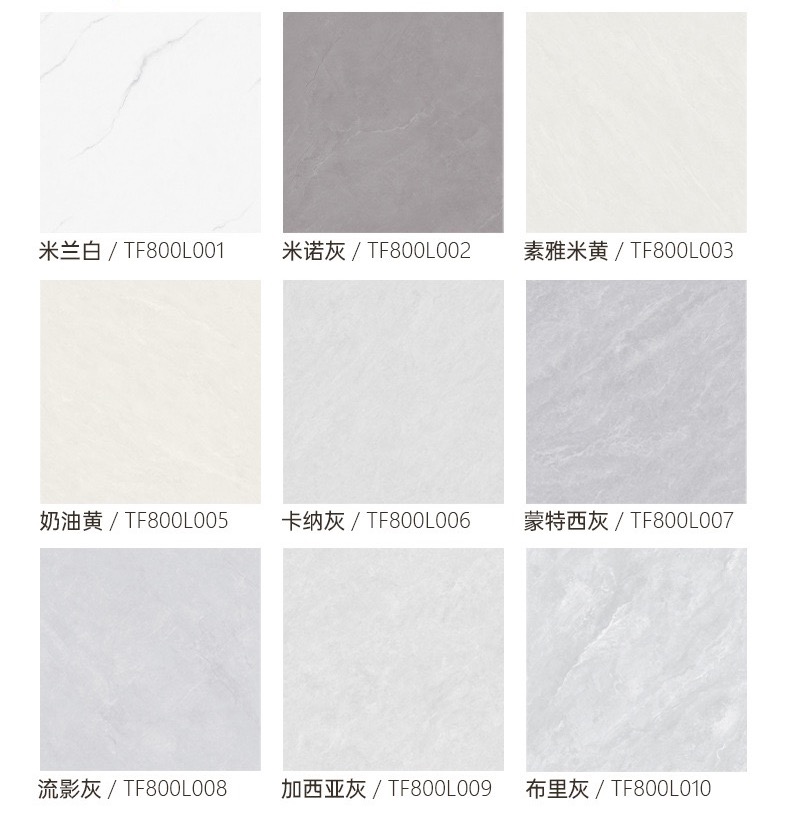 米兰白 / TF800L001
米诺灰 / TF800L002
素雅米黄 / TF800L003
奶油黄 / TF800L005
卡纳灰 / TF800L006
蒙特西灰 / TF800L007
流影灰 / TF800L008
加西亚灰 / TF800L009
布里灰 / TF800L010